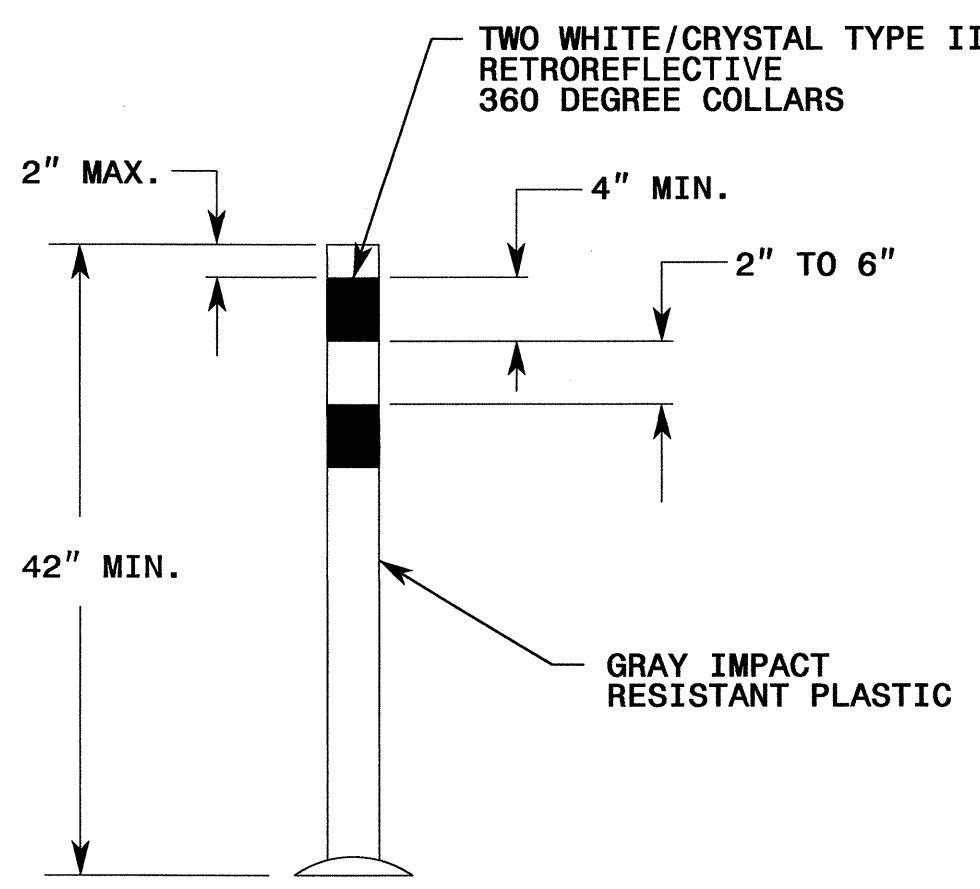 TWO WHITE/CRYSTAL TYPE II
RETROREFLECTIVE
360 DEGREE COLLARS
2" MAX.
4" MIN.
2" TO 6"
42" MIN.
GRAY IMPACT
RESISTANT PLASTIC